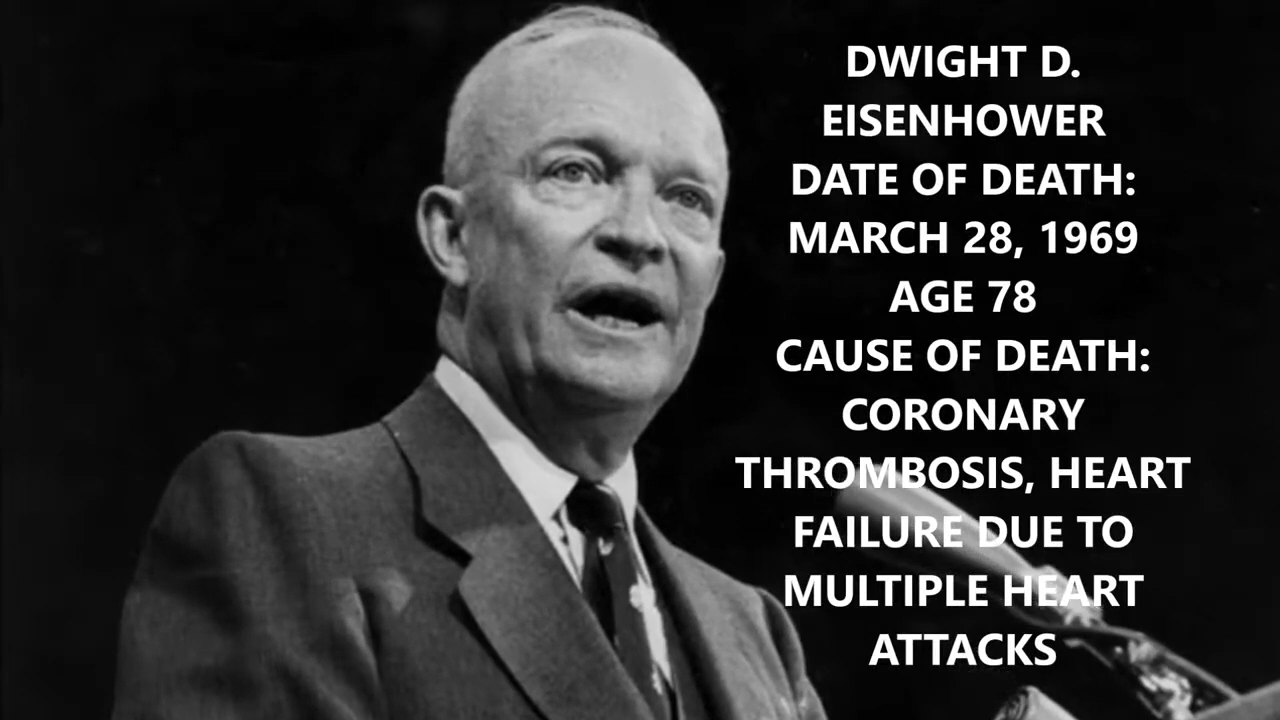 DWIGHT D.
EISENHOWER
DATE OF DEATH:
MARCH 28, 1969
AGE 78
CAUSE OF DEATH:
CORONARY
THROMBOSIS, HEART
FAILURE DUE TO
MULTIPLE HEART
ATTACKS